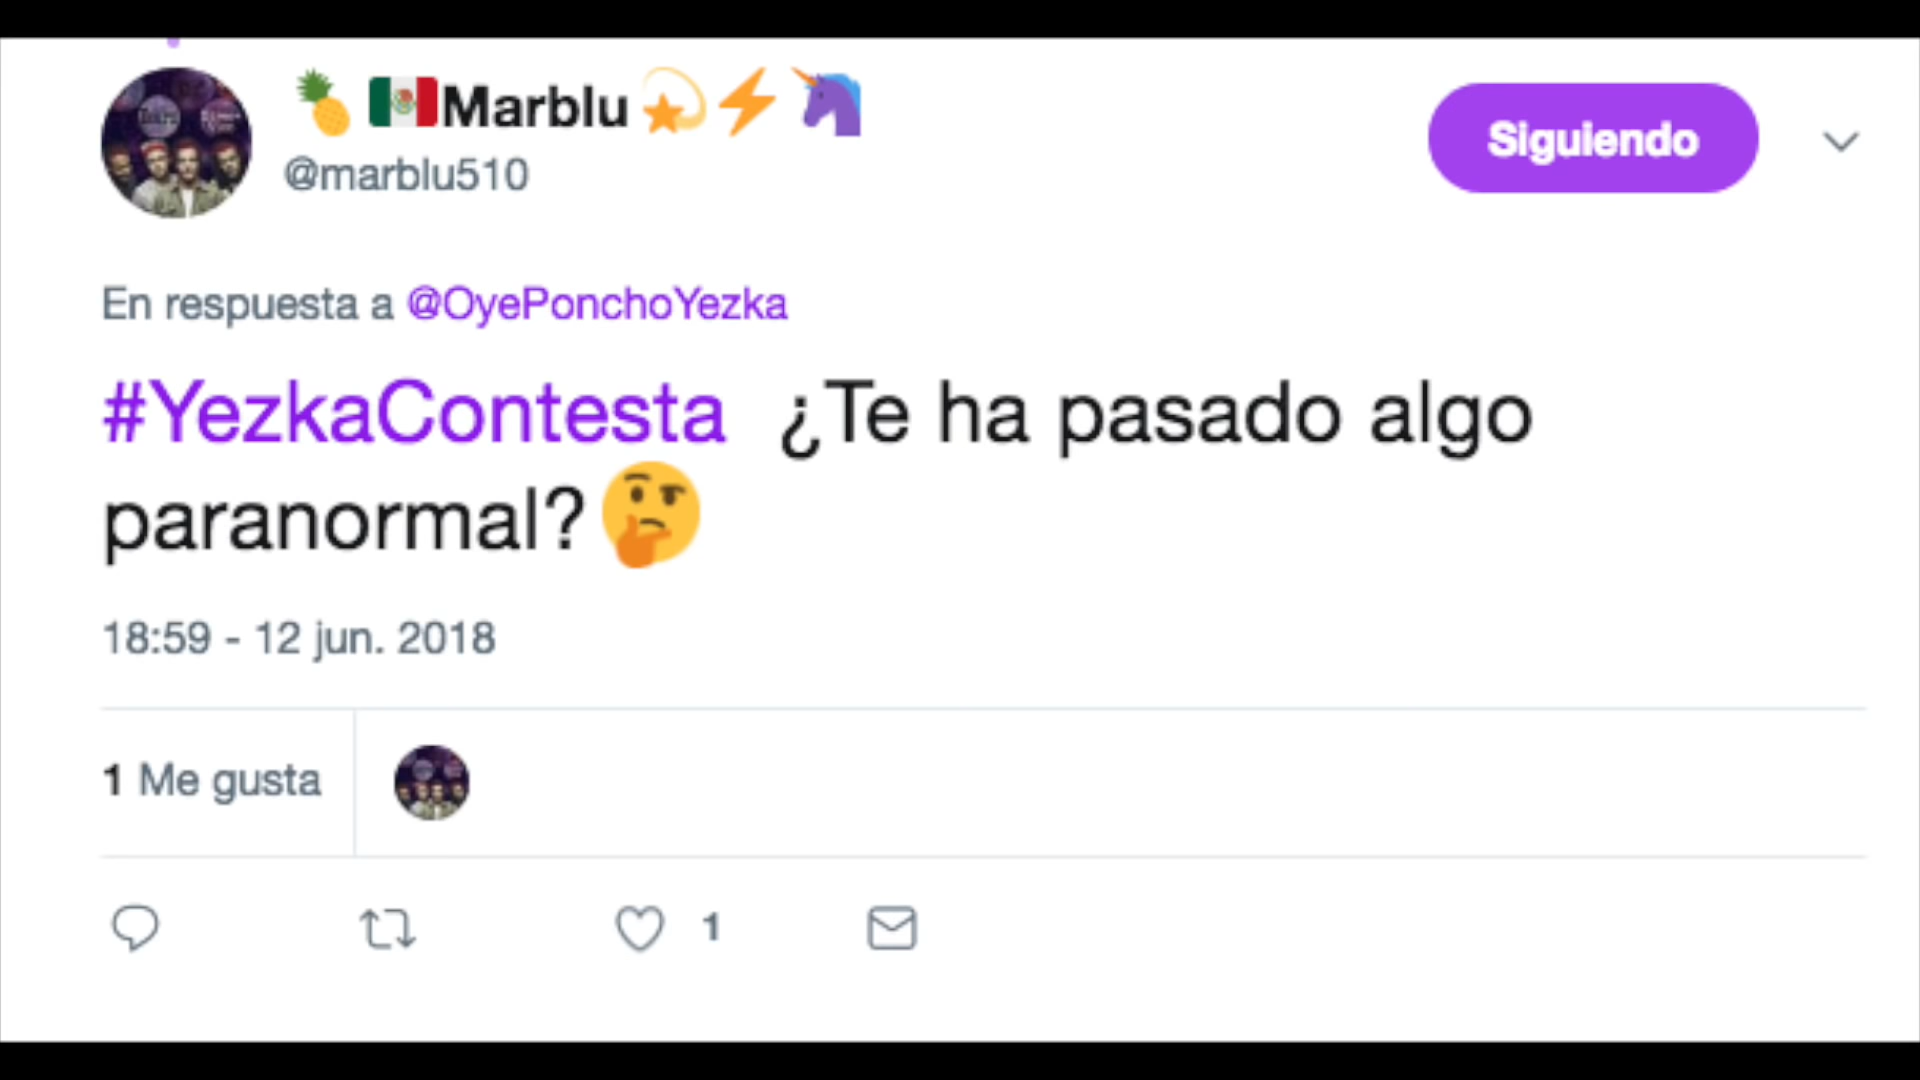 🍍 🇲🇽Marblu💫⚡🦄
@marblu510
Siguiendo
En respuesta a @OyePonchoYezka
#YezkaContesta ¿Te ha pasado algo
paranormal?🤔
18:59 - 12 jun. 2018
1 Me gusta
1